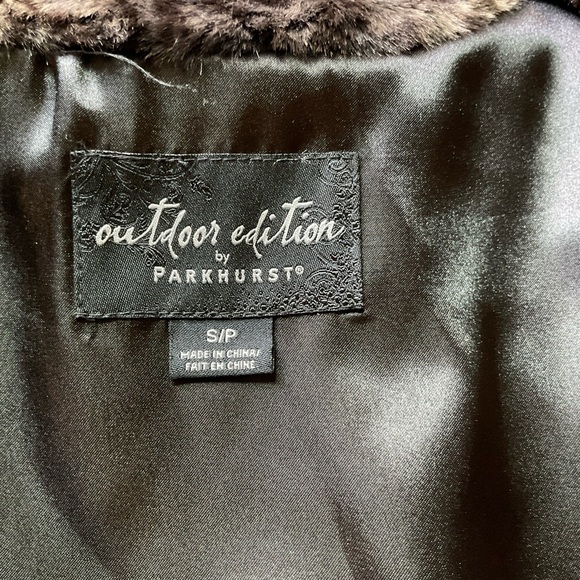 outdoor edition
by
PARKHURST®
S/P
MADE IN CHINA/
FAIT EN CHINE